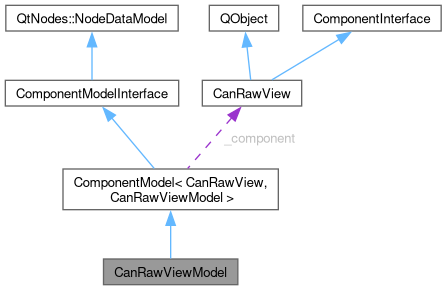 QtNodes::NodeDataModel
QObject
ComponentInterface
ComponentModelInterface
CanRawView
_component
ComponentModel< CanRawView,
CanRawViewModel >
CanRawViewModel